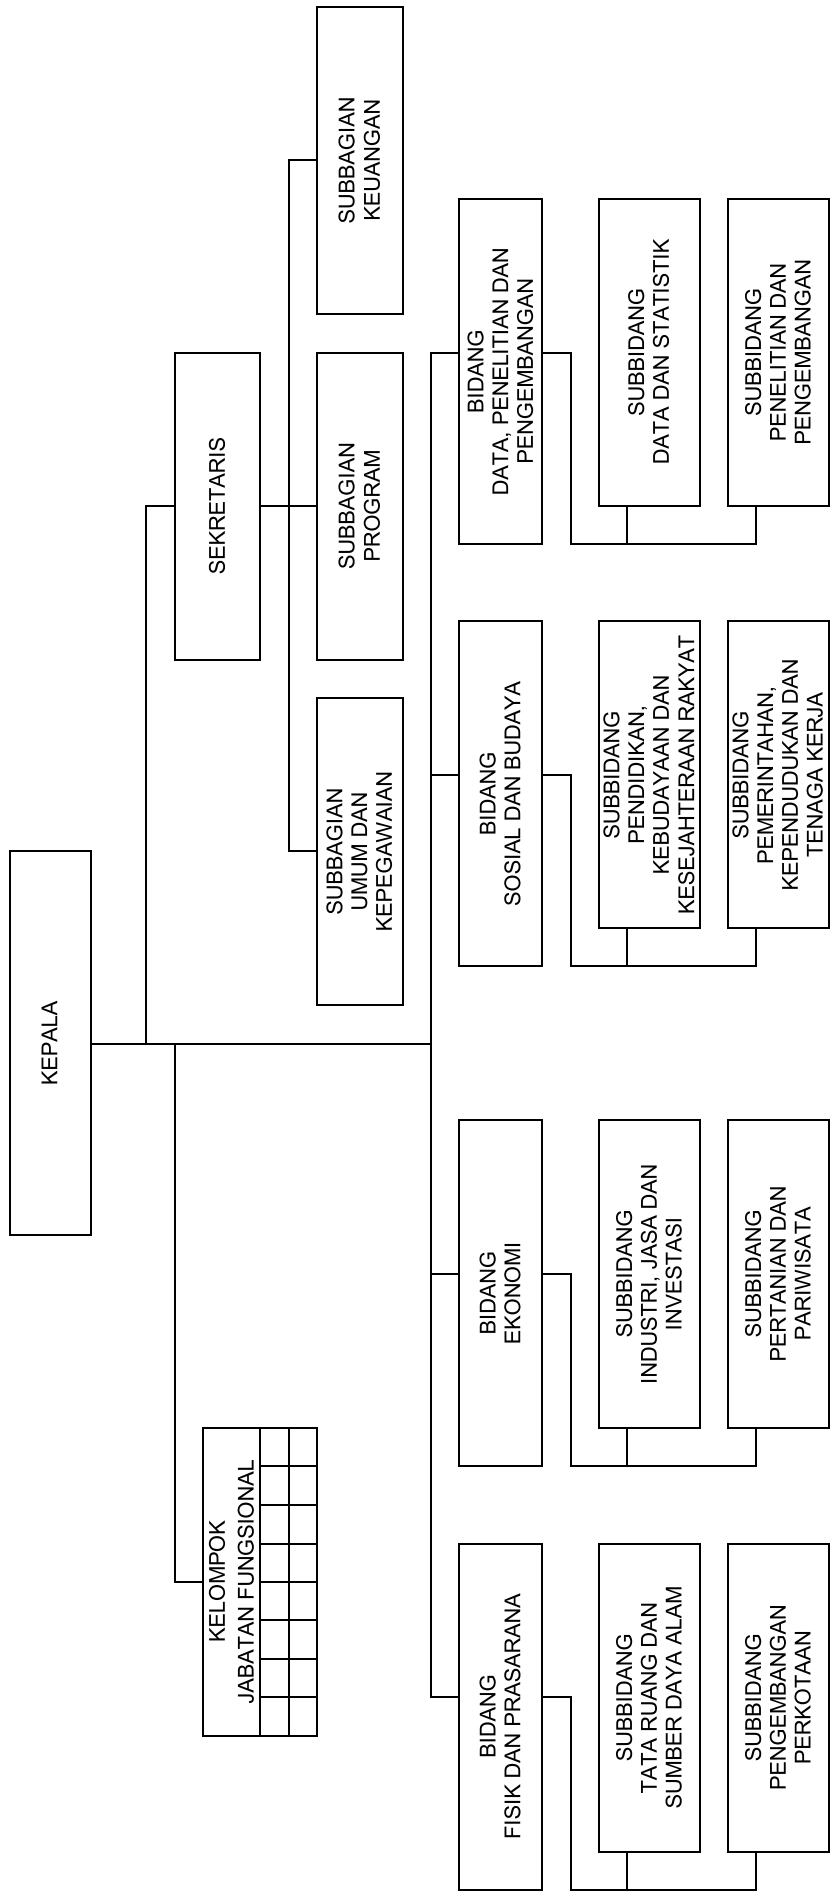 KEPALA
KELOMPOK
JABATAN FUNGSIONAL
SEKRETARIS
SUBBAGIAN
UMUM DAN
KEPEGAWAIAN
SUBBAGIAN
PROGRAM
SUBBAGIAN
KEUANGAN
BIDANG
FISIK DAN PRASARANA
BIDANG
EKONOMI
BIDANG
SOSIAL DAN BUDAYA
BIDANG
DATA, PENELITIAN DAN
PENGEMBANGAN
SUBBIDANG
TATA RUANG DAN
SUMBER DAYA ALAM
SUBBIDANG
INDUSTRI, JASA DAN
INVESTASI
SUBBIDANG
PENDIDIKAN,
KEBUDAYAAN DAN
KESEJAHTERAAN RAKYAT
SUBBIDANG
DATA DAN STATISTIK
SUBBIDANG
PENGEMBANGAN
PERKOTAAN
SUBBIDANG
PERTANIAN DAN
PARIWISATA
SUBBIDANG
PEMERINTAHAN,
KEPENDUDUKAN DAN
TENAGA KERJA
SUBBIDANG
PENELITIAN DAN
PENGEMBANGAN